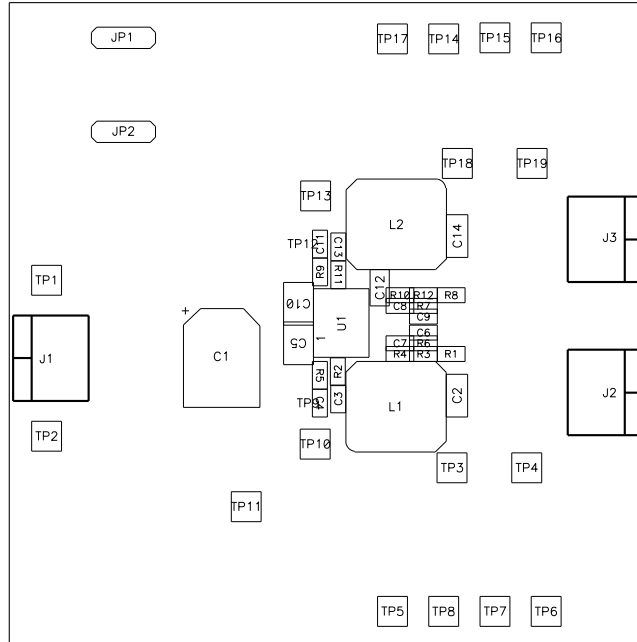 JP1
TP17
TP14
TP15
TP16
JP2
TP18
TP19
TP13
L2
C14
J3
TP12
C11
C13
R9
R11
TP1
C12
C10
R10
R12
R8
C8
R7
C9
+
1
U1
C6
C5
C7
R6
J1
C1
R4
R3
R1
R5
R2
J2
C4
C3
TP9
L1
C2
TP2
TP10
TP3
TP4
TP11
TP5
TP8
TP7
TP6